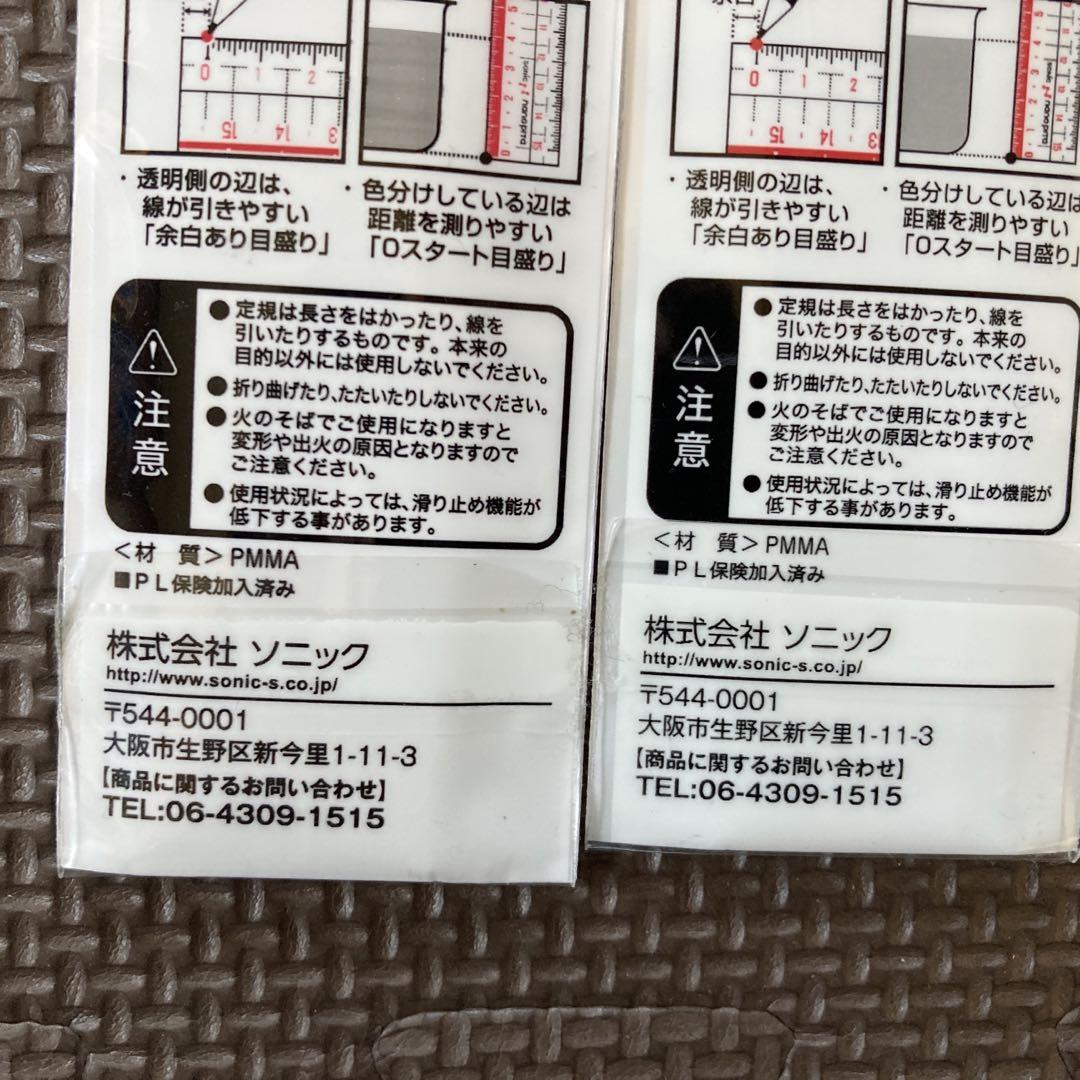 0 1 2
15 14 13
sonic nanopita
・透明側の辺は、
線が引きやすい
「余白あり目盛り」
・色分けしている辺は
距離を測りやすい
「0スタート目盛り」
注意
●定規は長さをはかったり、線を
引いたりするものです。本来の
目的以外には使用しないでください。
●折り曲げたり、たたいたりしないでください。
●火のそばでご使用になりますと
変形や出火の原因となりますので
ご注意ください。
●使用状況によっては、滑り止め機能が
低下する事があります。
＜材　質＞PMMA
■PL保険加入済み
株式会社 ソニック
http://www.sonic-s.co.jp/
〒544-0001
大阪市生野区新今里1-11-3
【商品に関するお問い合わせ】
TEL:06-4309-1515
余白
0 1 2
15 14 13
sonic nanopita
・透明側の辺は、
線が引きやすい
「余白あり目盛り」
・色分けしている辺は
距離を測りやすい
「0スタート目盛り」
注意
●定規は長さをはかったり、線を
引いたりするものです。本来の
目的以外には使用しないでください。
●折り曲げたり、たたいたりしないでください。
●火のそばでご使用になりますと
変形や出火の原因となりますので
ご注意ください。
●使用状況によっては、滑り止め機能が
低下する事があります。
＜材　質＞PMMA
■PL保険加入済み
株式会社 ソニック
http://www.sonic-s.co.jp/
〒544-0001
大阪市生野区新今里1-11-3
【商品に関するお問い合わせ】
TEL:06-4309-1515